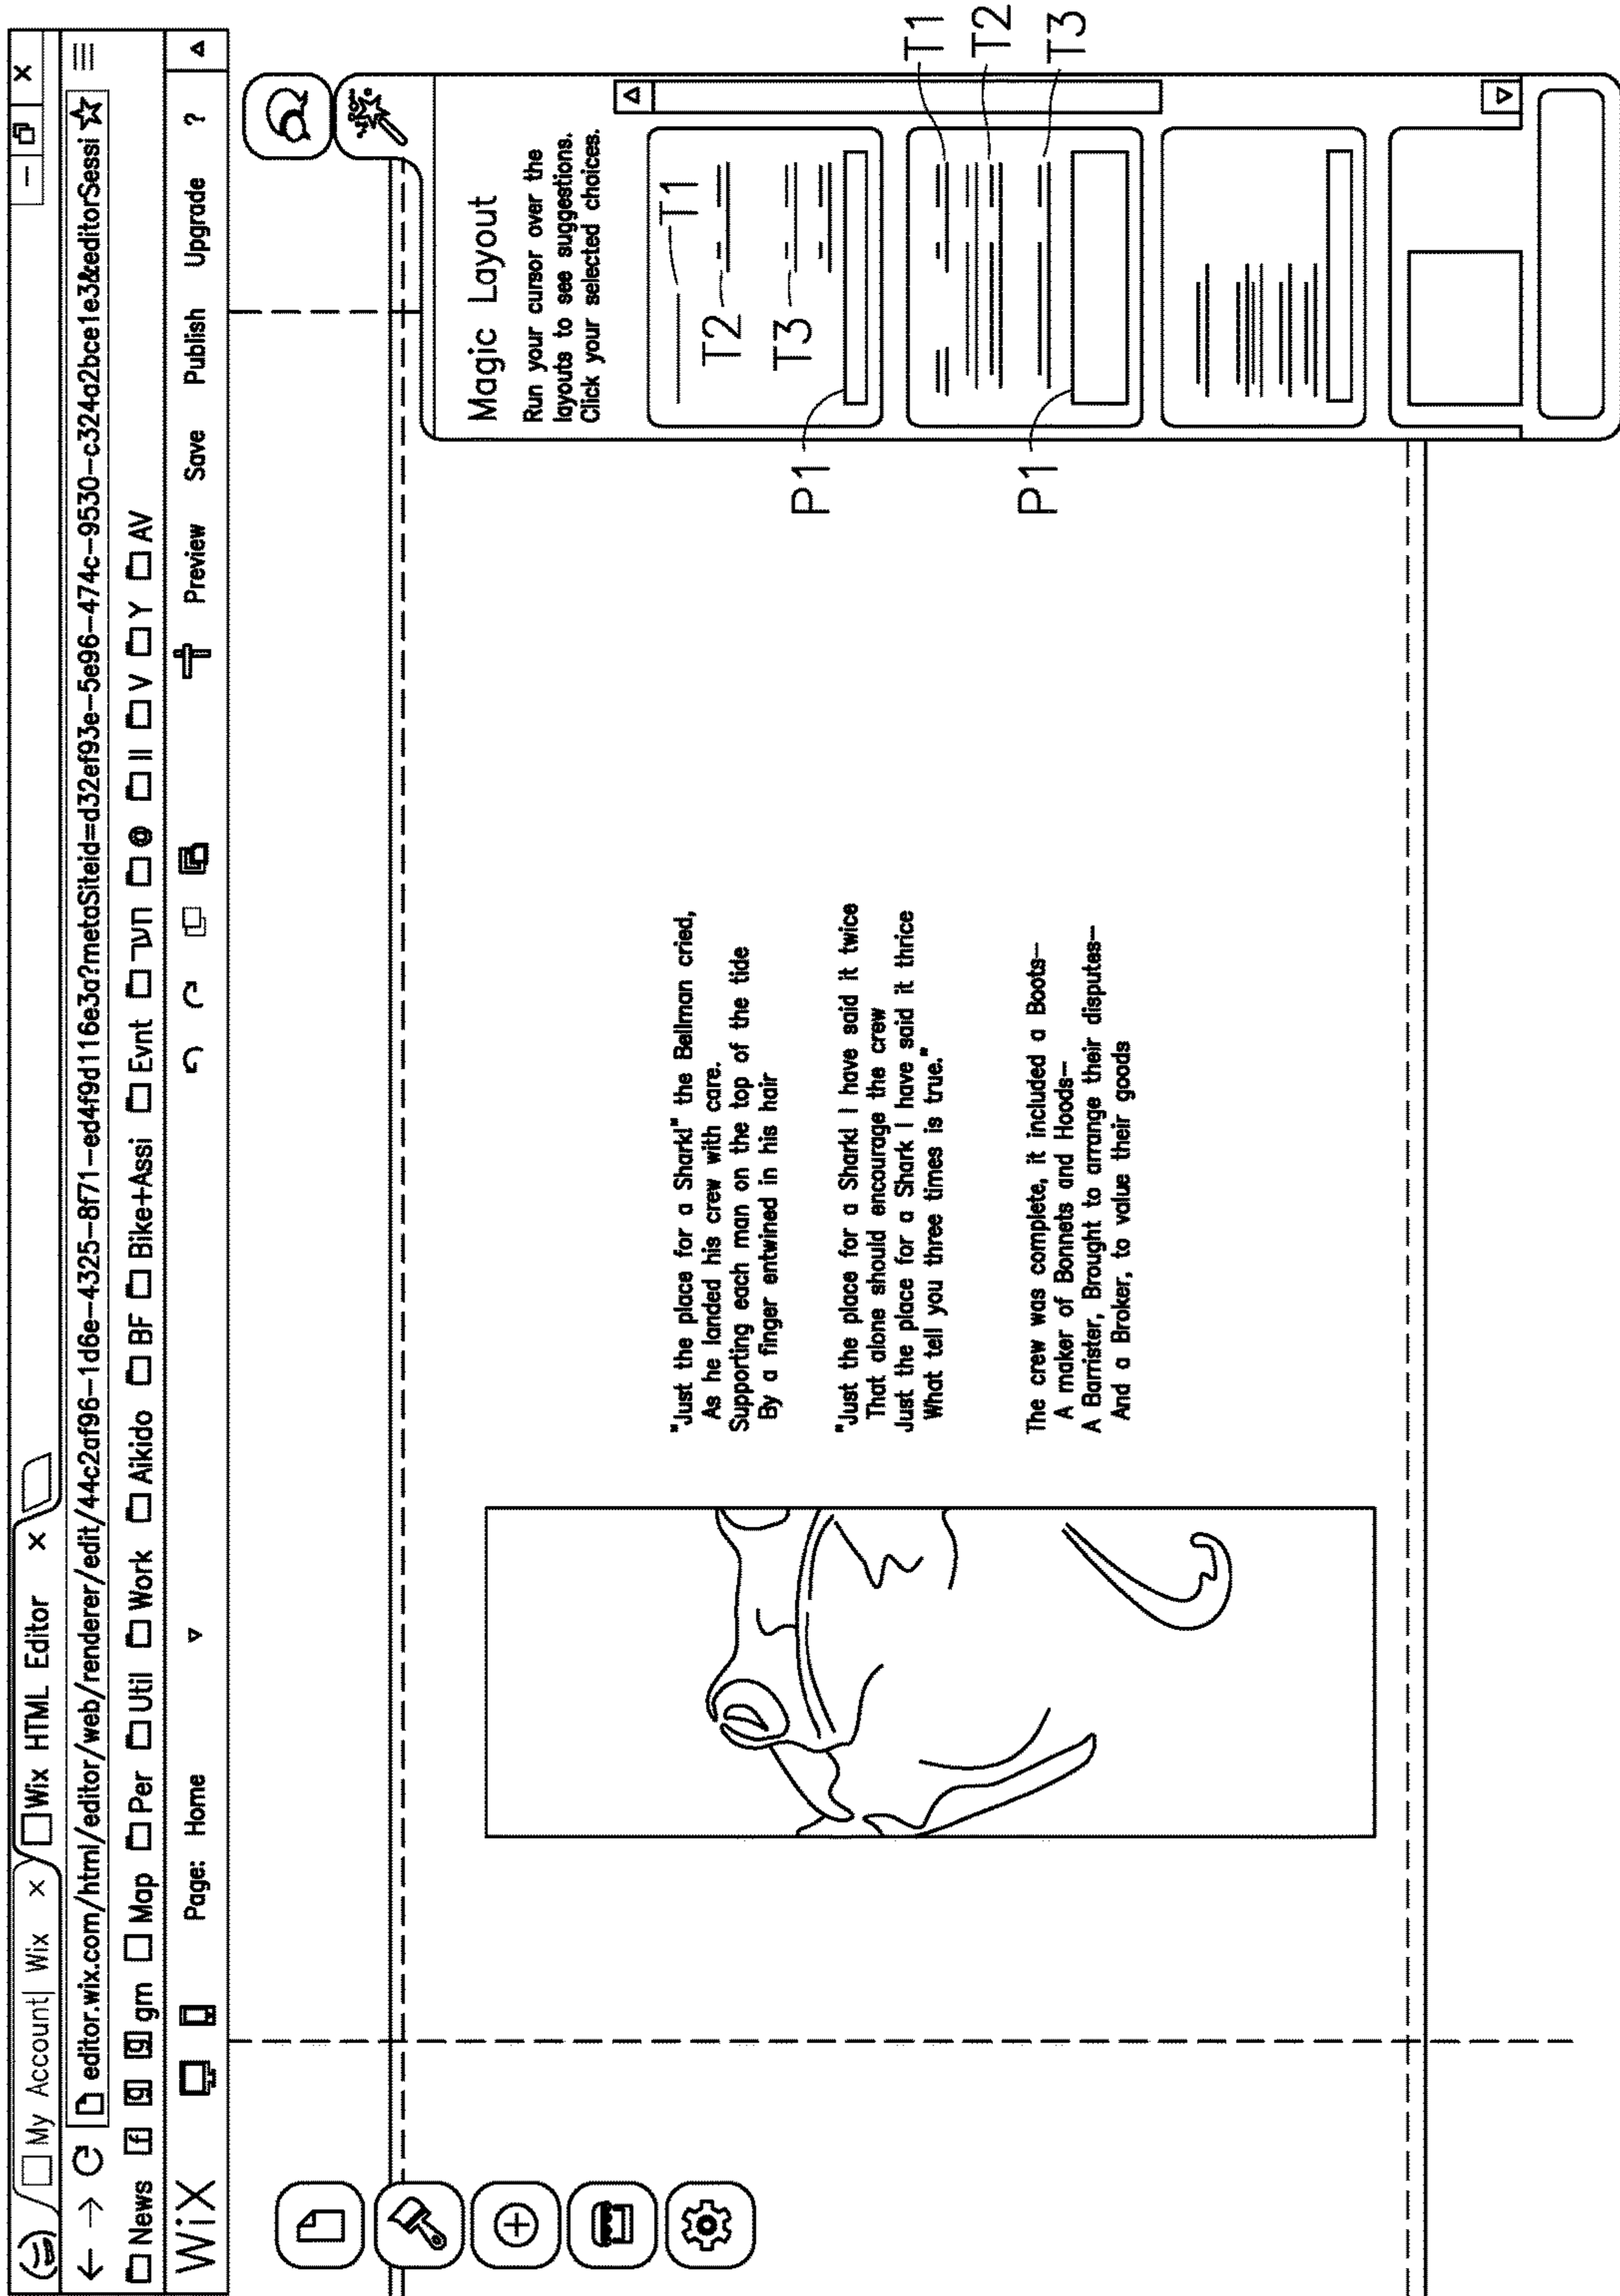 My Account| Wix
Wix HTML Editor
editor.wix.com/html/editor/web/renderer/edit/44c2af96-1d6e-4325-8f71-ed4f9d116e3a?metaSiteid=d32ef93e-5e96-474c-9530-c324a2bce1e3&editorSessi
News f g g gm Map Per Util Work Aikido BF Bike+Assi Evnt חער @ II V Y AV
WiX Page: Home Preview Save Publish Upgrade ?
Magic Layout
Run your cursor over the
layouts to see suggestions.
Click your selected choices.
T1
T2
T3
P1
T1
T2
T3
P1
"Just the place for a Shark!" the Bellman cried,
As he landed his crew with care.
Supporting each man on the top of the tide
By a finger entwined in his hair
"Just the place for a Shark! I have said it twice
That alone should encourage the crew
Just the place for a Shark I have said it thrice
What tell you three times is true."
The crew was complete, it included a Boots—
A maker of Bonnets and Hoods—
A Barrister, Brought to arrange their disputes—
And a Broker, to value their goods